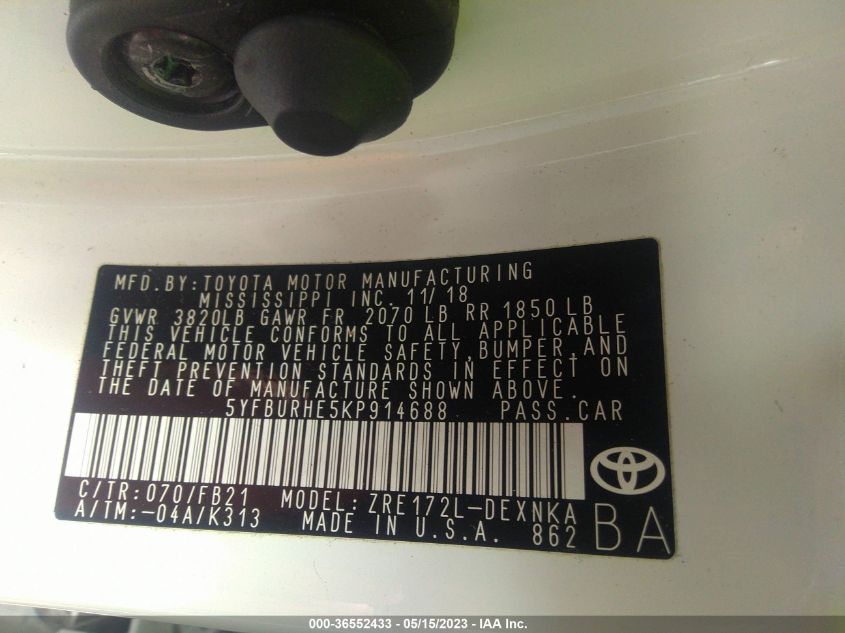 MFD.BY:TOYOTA MOTOR MANUFACTURING
MISSISSIPPI INC. 11/18
GVWR 3820LB GAWR FR 2070 LB RR 1850 LB
THIS VEHICLE CONFORMS TO ALL APPLICABLE
FEDERAL MOTOR VEHICLE SAFETY,BUMPER,AND
THEFT PREVENTION STANDARDS IN EFFECT ON
THE DATE OF MANUFACTURE SHOWN ABOVE.
5YFBURHE5KP914688 PASS.CAR
C/TR:070/FB21 MODEL:ZRE172L-DEXNKA
A/TM:-04A/K313 MADE IN U.S.A. 862
BA
000-36552433 - 05/15/2023 - IAA Inc.